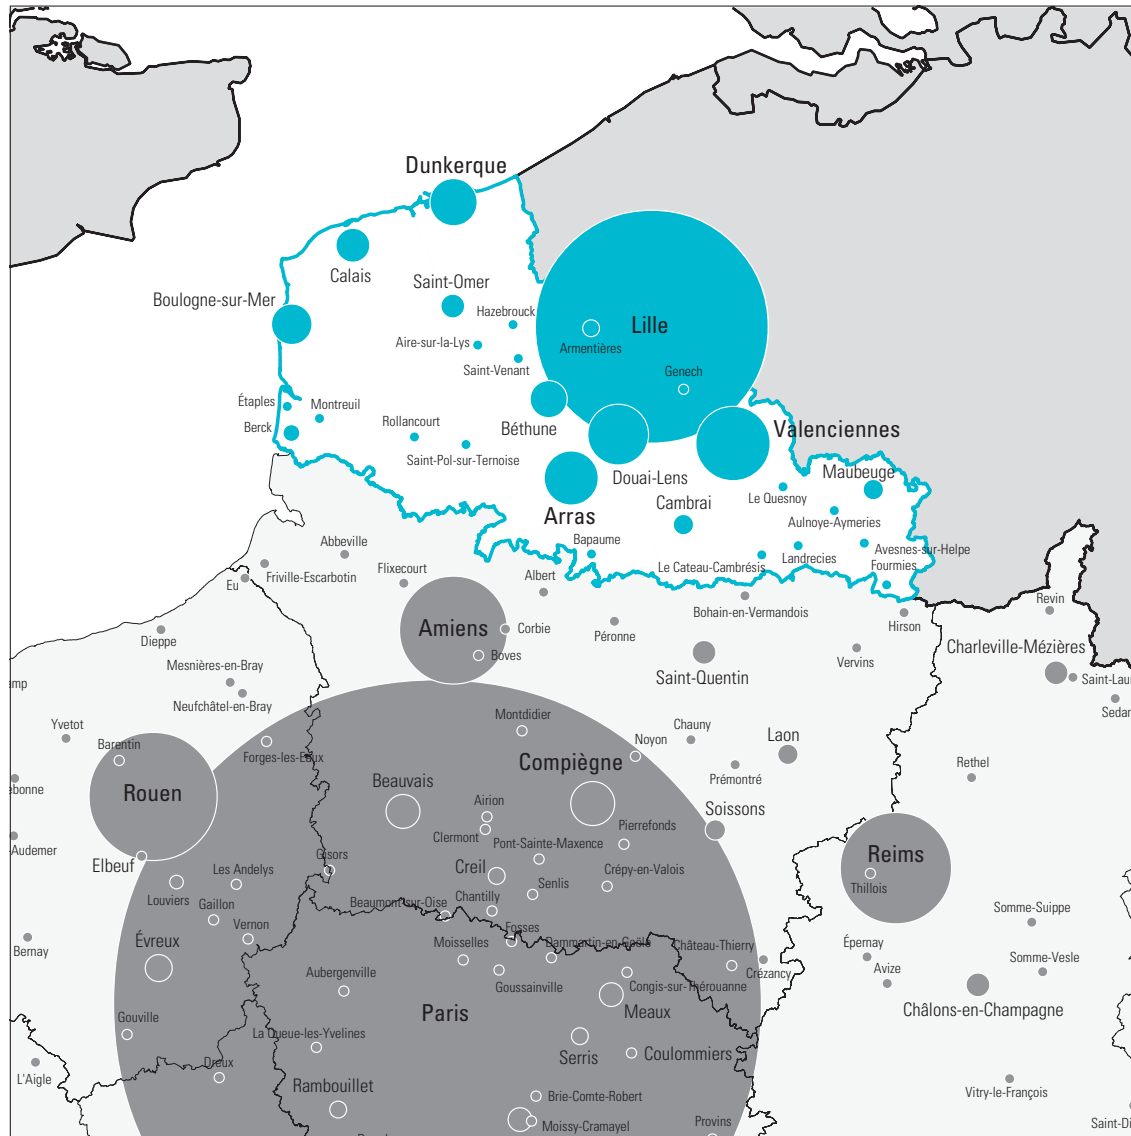 Dunkerque
Calais
Saint-Omer
Boulogne-sur-Mer
Hazebrouck
Lille
Aire-sur-la-Lys
Armentières
Saint-Venant
Genech
Étaples
Montreuil
Berck
Rollancourt
Béthune
Valenciennes
Saint-Pol-sur-Ternoise
Douai-Lens
Maubeuge
Le Quesnoy
Cambrai
Arras
Aulnoye-Aymeries
Bapaume
Abbeville
Avesnes-sur-Helpe
Landrecies
Le Cateau-Cambrésis
Fourmies
Flixecourt
Friville-Escarbotin
Albert
Eu
Revin
Bohain-en-Vermandois
Hirson
Amiens
Corbie
Péronne
Dieppe
Charleville-Mézières
Boves
Vervins
Mesnières-en-Bray
Saint-Quentin
Saint-Lau
amp
Neufchâtel-en-Bray
Sedan
Montdidier
Yvetot
Chauny
Laon
Barentin
Noyon
Forges-les-Eaux
Compiègne
Rethel
Prémontré
Beauvais
ebonne
Rouen
Airion
Soissons
Pierrefonds
Clermont
Pont-Sainte-Maxence
-Audemer
Gisors
Reims
Elbeuf
Creil
Crépy-en-Valois
Les Andelys
Senlis
Thillois
Louviers
Chantilly
Beaumont-sur-Oise
Gaillon
Somme-Suippe
Vernon
Fosses
Évreux
Moisselles
Dammartin-en-Goële
Château-Thierry
Épernay
Bernay
Somme-Vesle
Avize
Aubergenville
Crézancy
Goussainville
Congis-sur-Thérouanne
Châlons-en-Champagne
Paris
Meaux
Gouville
La Queue-les-Yvelines
Serris
Coulommiers
Dreux
L'Aigle
Rambouillet
Vitry-le-François
Brie-Comte-Robert
Moissy-Cramayel
Provins
Saint-Di